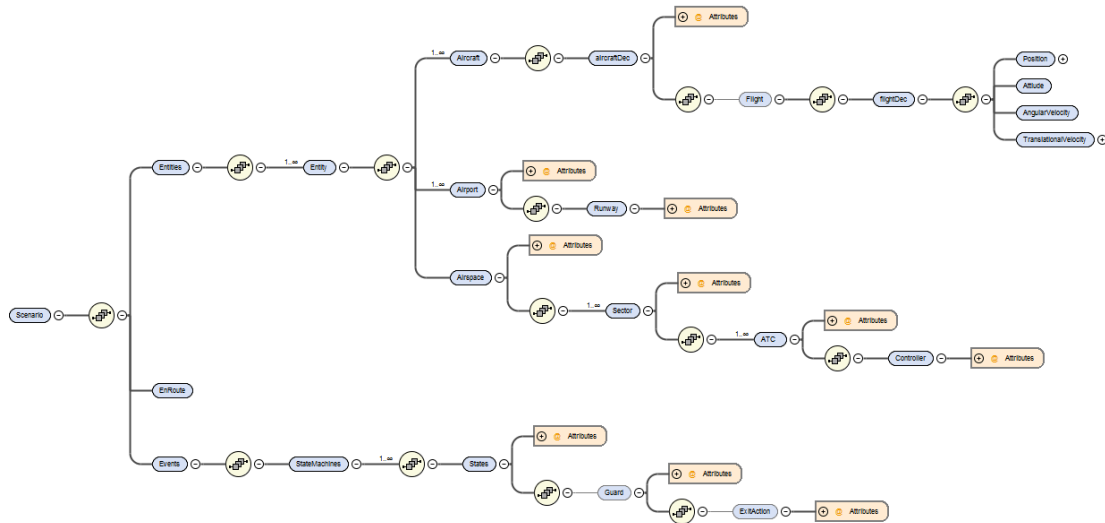 Attributes
1..∞
Aircraft
aircraftDec
Position
Attiude
Flight
flightDec
AngularVelocity
TranslationalVelocity
Entities
1..∞
Entity
Attributes
1..∞
Airport
Runway
Attributes
Attributes
Airspace
Attributes
1..∞
Sector
Scenario
Attributes
1..∞
ATC
Controller
Attributes
EnRoute
Attributes
Events
StateMachines
1..∞
States
Attributes
Guard
ExitAction
Attributes